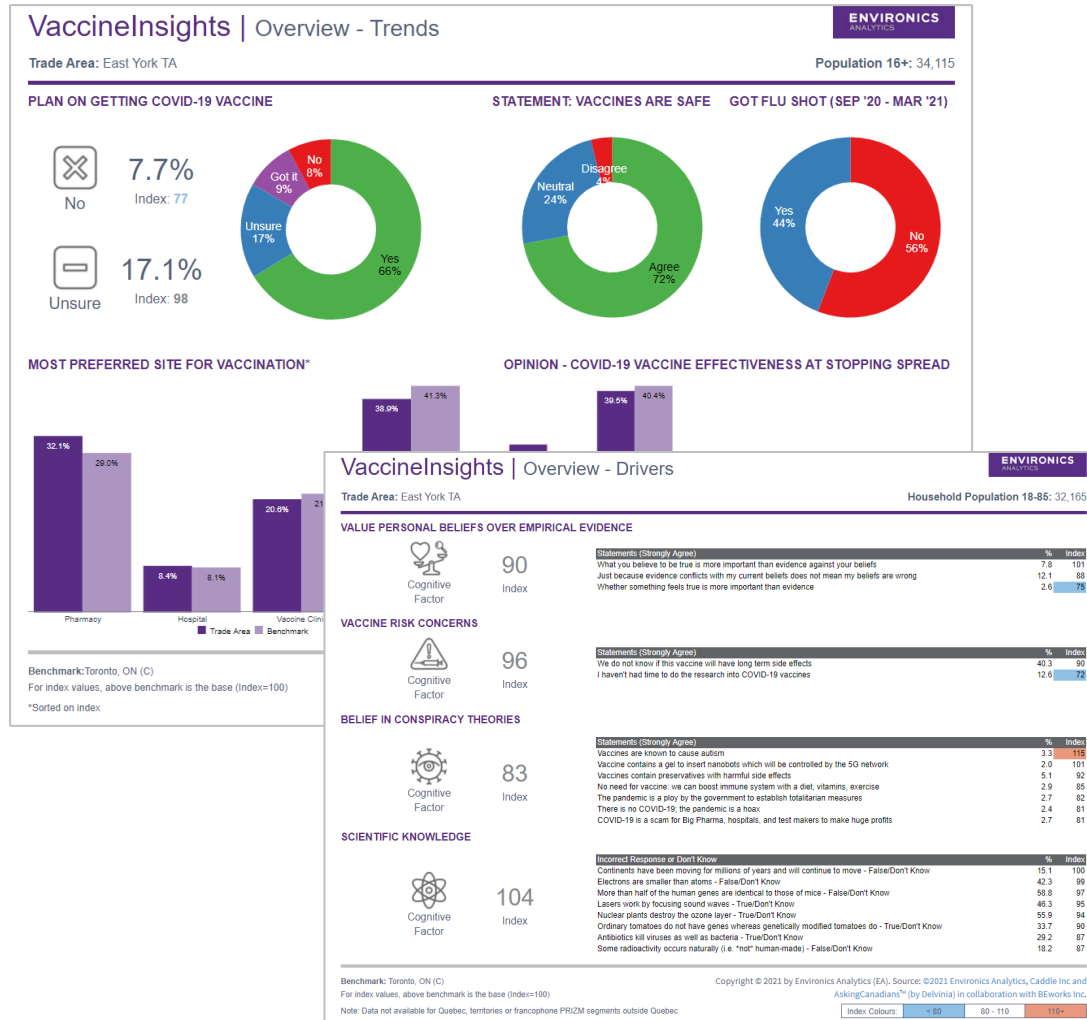 VaccineInsights | Overview - Trends
ENVIRONICS
ANALYTICS
Trade Area: East York TA
Population 16+: 34,115
PLAN ON GETTING COVID-19 VACCINE
STATEMENT: VACCINES ARE SAFE
GOT FLU SHOT (SEP '20 - MAR '21)
No
7.7%
Index: 77
Unsure
17.1%
Index: 98
No
8%
Got it
9%
Unsure
17%
Yes
66%
Disagree
4%
Neutral
24%
Agree
72%
Yes
44%
No
56%
MOST PREFERRED SITE FOR VACCINATION*
OPINION - COVID-19 VACCINE EFFECTIVENESS AT STOPPING SPREAD
32.1%
29.0%
8.4%
8.1%
20.6%
21
38.9%
41.3%
39.5%
40.4%
Pharmacy
Hospital
Vaccine Clini
Trade Area
Benchmark
Benchmark:Toronto, ON (C)
For index values, above benchmark is the base (Index=100)
*Sorted on index
VaccineInsights | Overview - Drivers
ENVIRONICS
ANALYTICS
Trade Area: East York TA
Household Population 18-85: 32,165
VALUE PERSONAL BELIEFS OVER EMPIRICAL EVIDENCE
Cognitive
Factor
90
Index
Statements (Strongly Agree) % Index
What you believe to be true is more important than evidence against your beliefs 7.8 101
Just because evidence conflicts with my current beliefs does not mean my beliefs are wrong 12.1 88
Whether something feels true is more important than evidence 2.6 75
VACCINE RISK CONCERNS
Cognitive
Factor
96
Index
Statements (Strongly Agree) % Index
We do not know if this vaccine will have long term side effects 40.3 90
I haven't had time to do the research into COVID-19 vaccines 12.6 72
BELIEF IN CONSPIRACY THEORIES
Cognitive
Factor
83
Index
Statements (Strongly Agree) % Index
Vaccines are known to cause autism 3.3 115
Vaccine contains a gel to insert nanobots which will be controlled by the 5G network 2.0 101
Vaccines contain preservatives with harmful side effects 5.1 92
No need for vaccine: we can boost immune system with a diet, vitamins, exercise 2.9 85
The pandemic is a ploy by the government to establish totalitarian measures 2.7 82
There is no COVID-19; the pandemic is a hoax 2.4 81
COVID-19 is a scam for Big Pharma, hospitals, and test makers to make huge profits 2.7 81
SCIENTIFIC KNOWLEDGE
Cognitive
Factor
104
Index
Incorrect Response or Don't Know % Index
Continents have been moving for millions of years and will continue to move - False/Don't Know 15.1 100
Electrons are smaller than atoms - False/Don't Know 42.3 99
More than half of the human genes are identical to those of mice - False/Don't Know 58.8 97
Lasers work by focusing sound waves - True/Don't Know 46.3 95
Nuclear plants destroy the ozone layer - True/Don't Know 55.9 94
Ordinary tomatoes do not have genes whereas genetically modified tomatoes do - True/Don't Know 33.7 90
Antibiotics kill viruses as well as bacteria - True/Don't Know 29.2 87
Some radioactivity occurs naturally (i.e. *not* human-made) - False/Don't Know 18.2 87
Benchmark: Toronto, ON (C)
For index values, above benchmark is the base (Index=100)
Note: Data not available for Quebec, territories or francophone PRIZM segments outside Quebec
Copyright © 2021 by Environics Analytics (EA). Source: ©2021 Environics Analytics, Caddle Inc and
AskingCanadians™ (by Delvinia) in collaboration with BEworks Inc.
Index Colours: < 80 80 - 110 110+